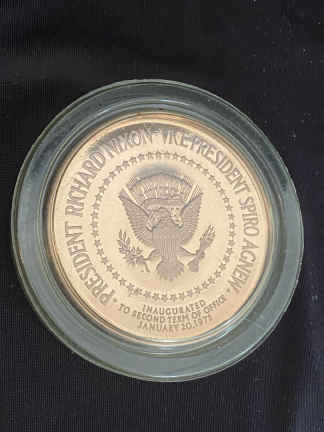 PRESIDENT RICHARD NIXON - VICE-PRESIDENT SPIRO AGNEW
INAUGURATED
TO SECOND TERM OF OFFICE
JANUARY 20, 1973